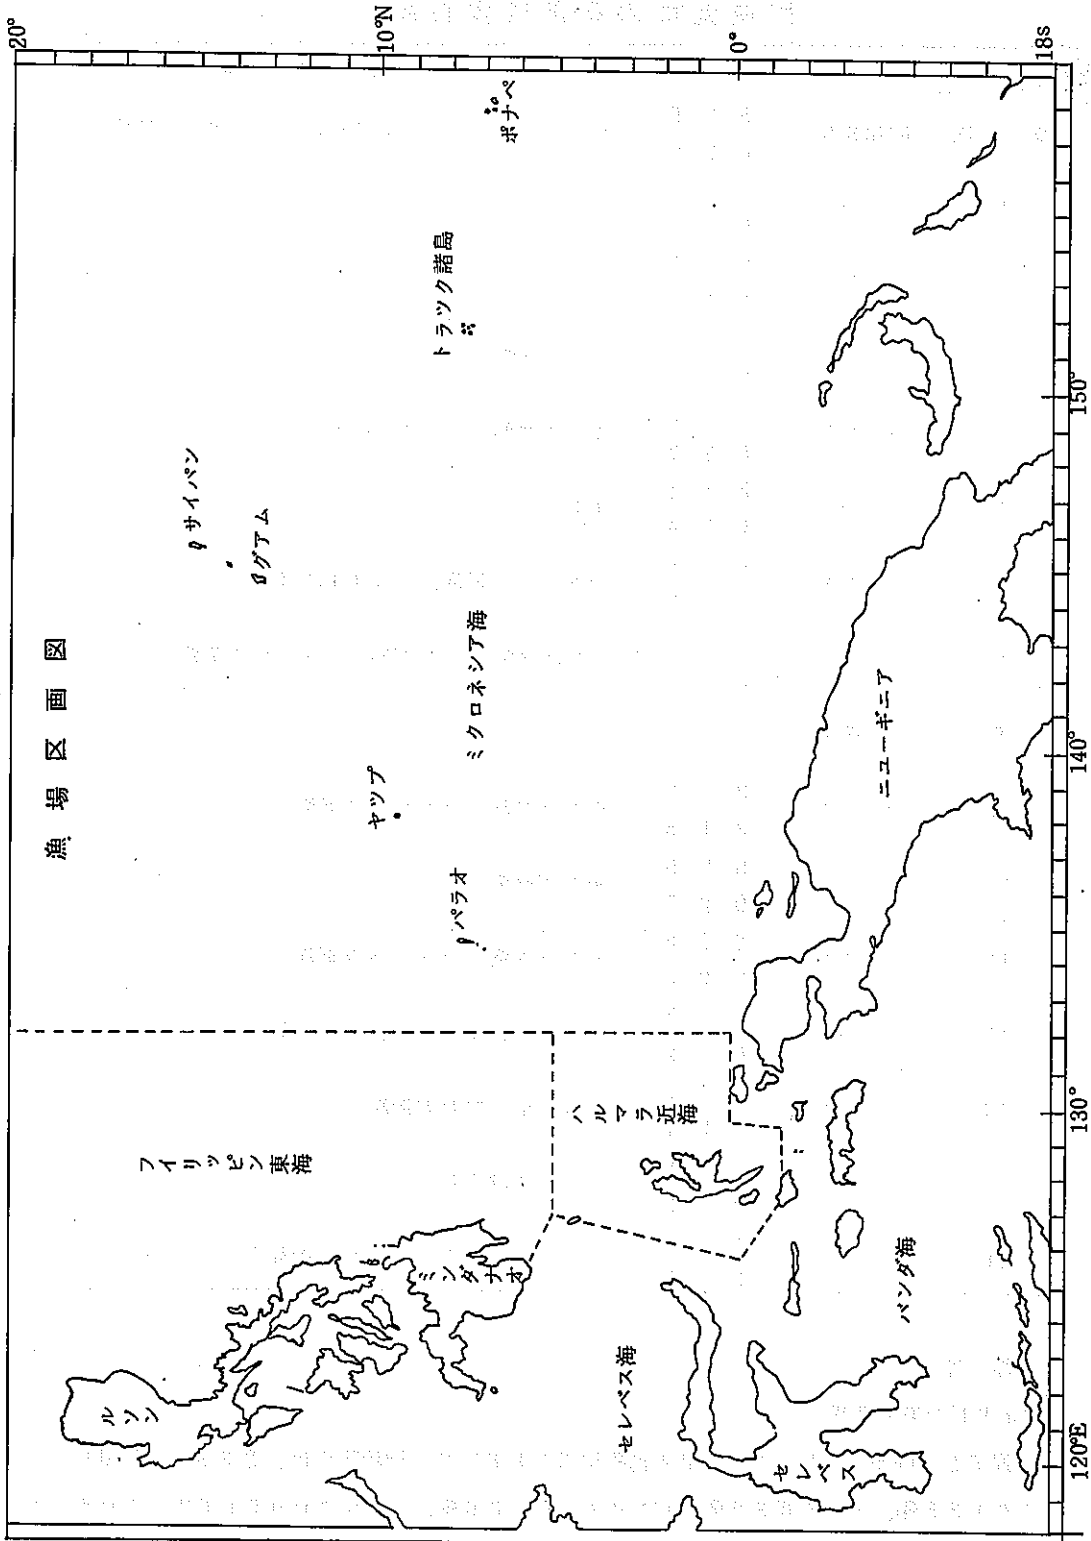 漁場区画図
20°
10°N
0°
18s
フイリッピン東海
ハルマラ近海
ミクロネシア海
セレベス海
バンダ海
ルソン
ミンダナオ
セレベス
ニューギニア
パラオ
ヤップ
グアム
サイパン
トラツク諸島
ポナペ
120°E
130°
140°
150°